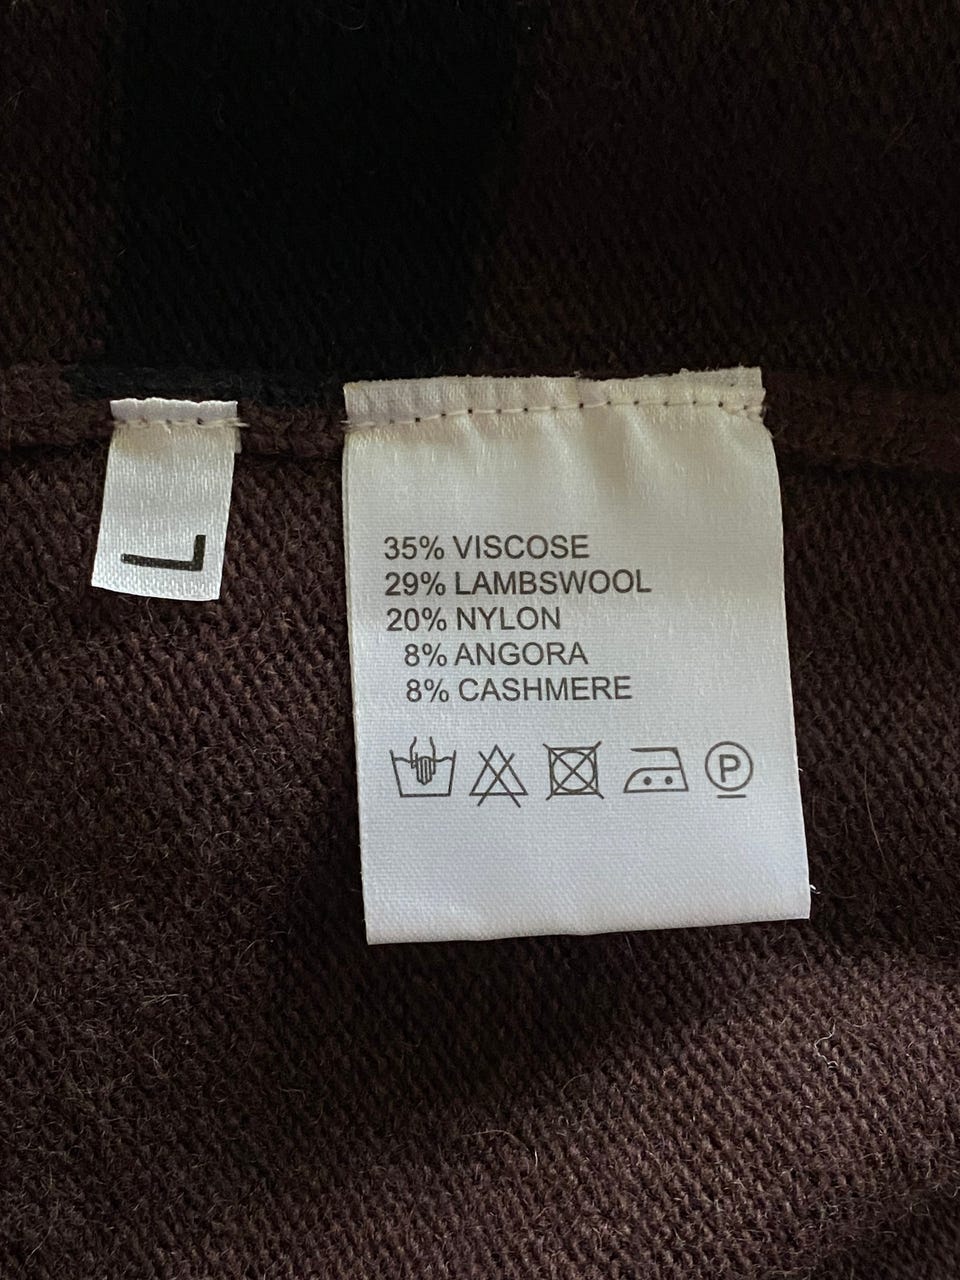 L
35% VISCOSE
29% LAMBSWOOL
20% NYLON
8% ANGORA
8% CASHMERE
P